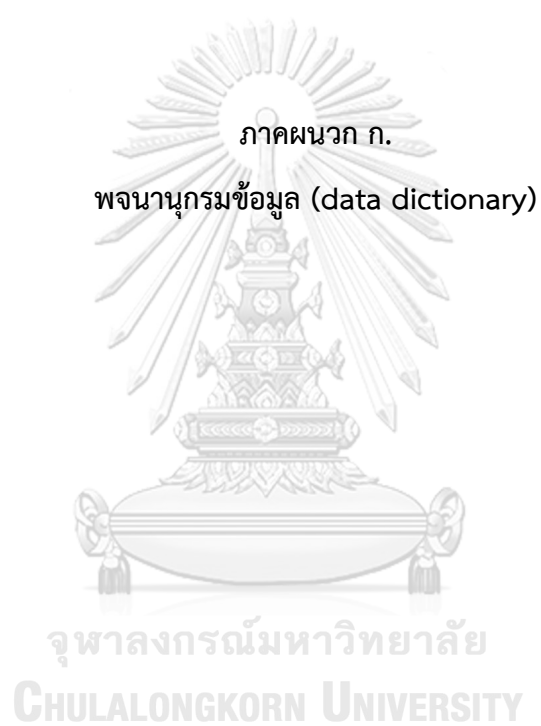 ภาคผนวก ก.
พจนานุกรมข้อมูล (data dictionary)
จุฬาลงกรณ์มหาวิทยาลัย
CHULALONGKORN UNIVERSITY